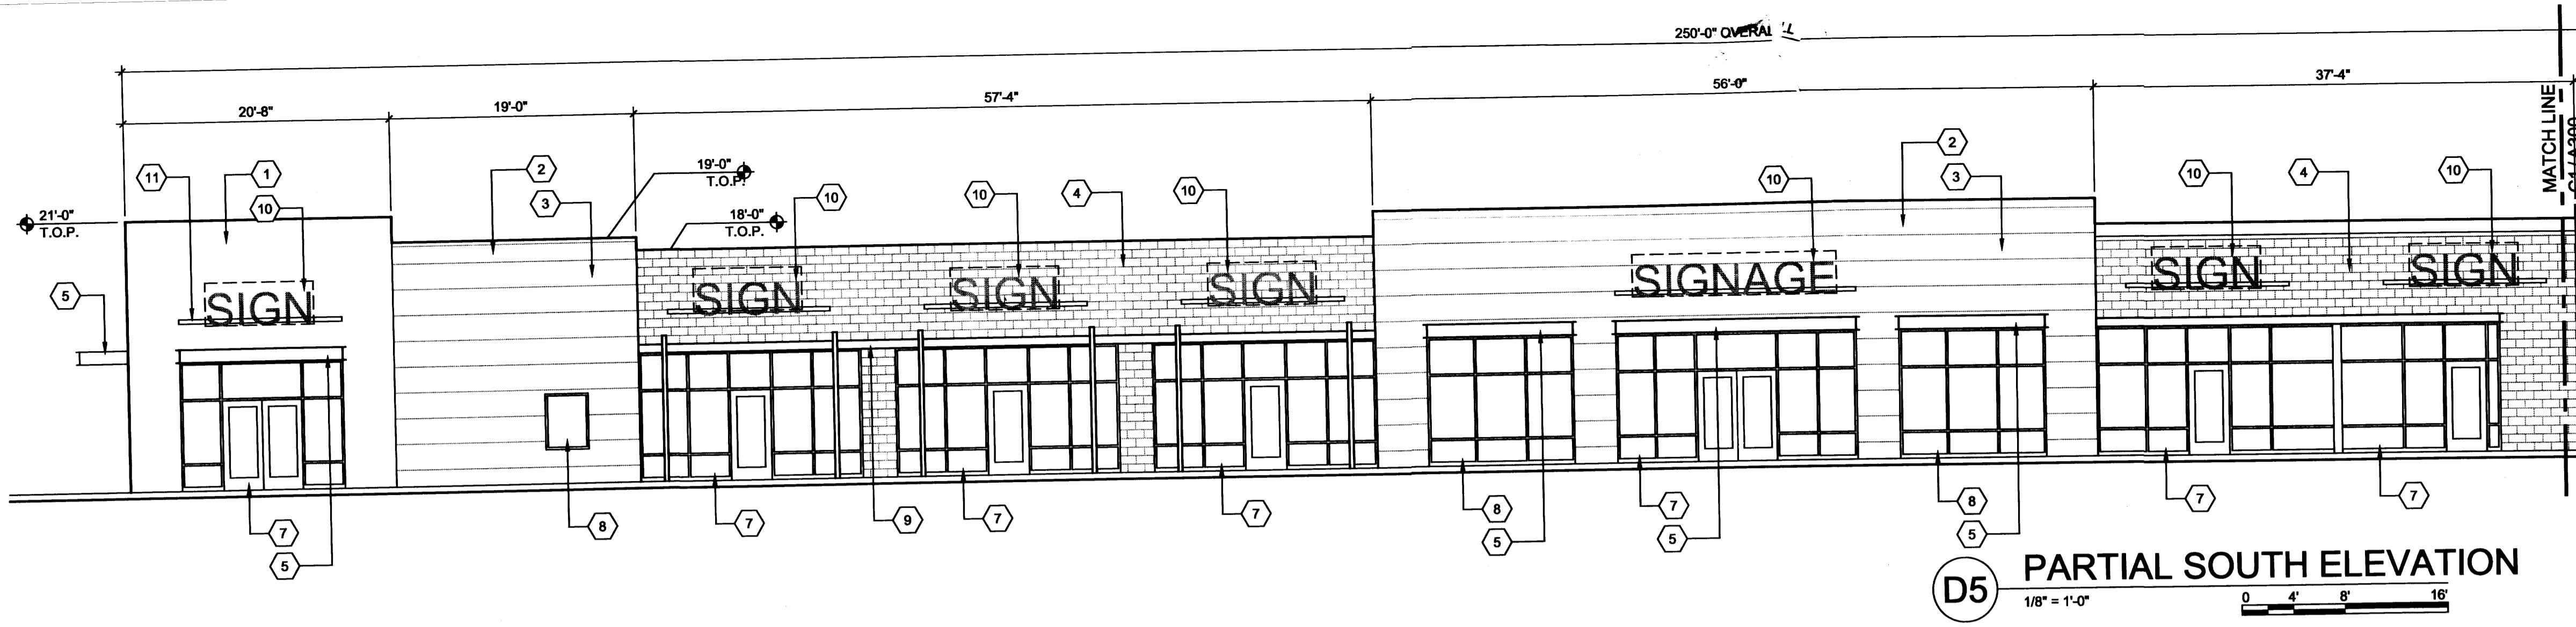 250'-0" OVERALL
20'-8"
19'-0"
57'-4"
56'-0"
37'-4"
MATCH LINE
11
1
10
2
3
19'-0"
T.O.P.
18'-0"
T.O.P.
10
10
4
10
10
2
3
10
4
10
21'-0"
T.O.P.
5
SIGN
SIGN
SIGN
SIGN
SIGNAGE
SIGN
SIGN
7
5
8
7
9
7
7
8
5
7
5
8
5
7
7
D5
PARTIAL SOUTH ELEVATION
1/8" = 1'-0"
0 4' 8' 16'